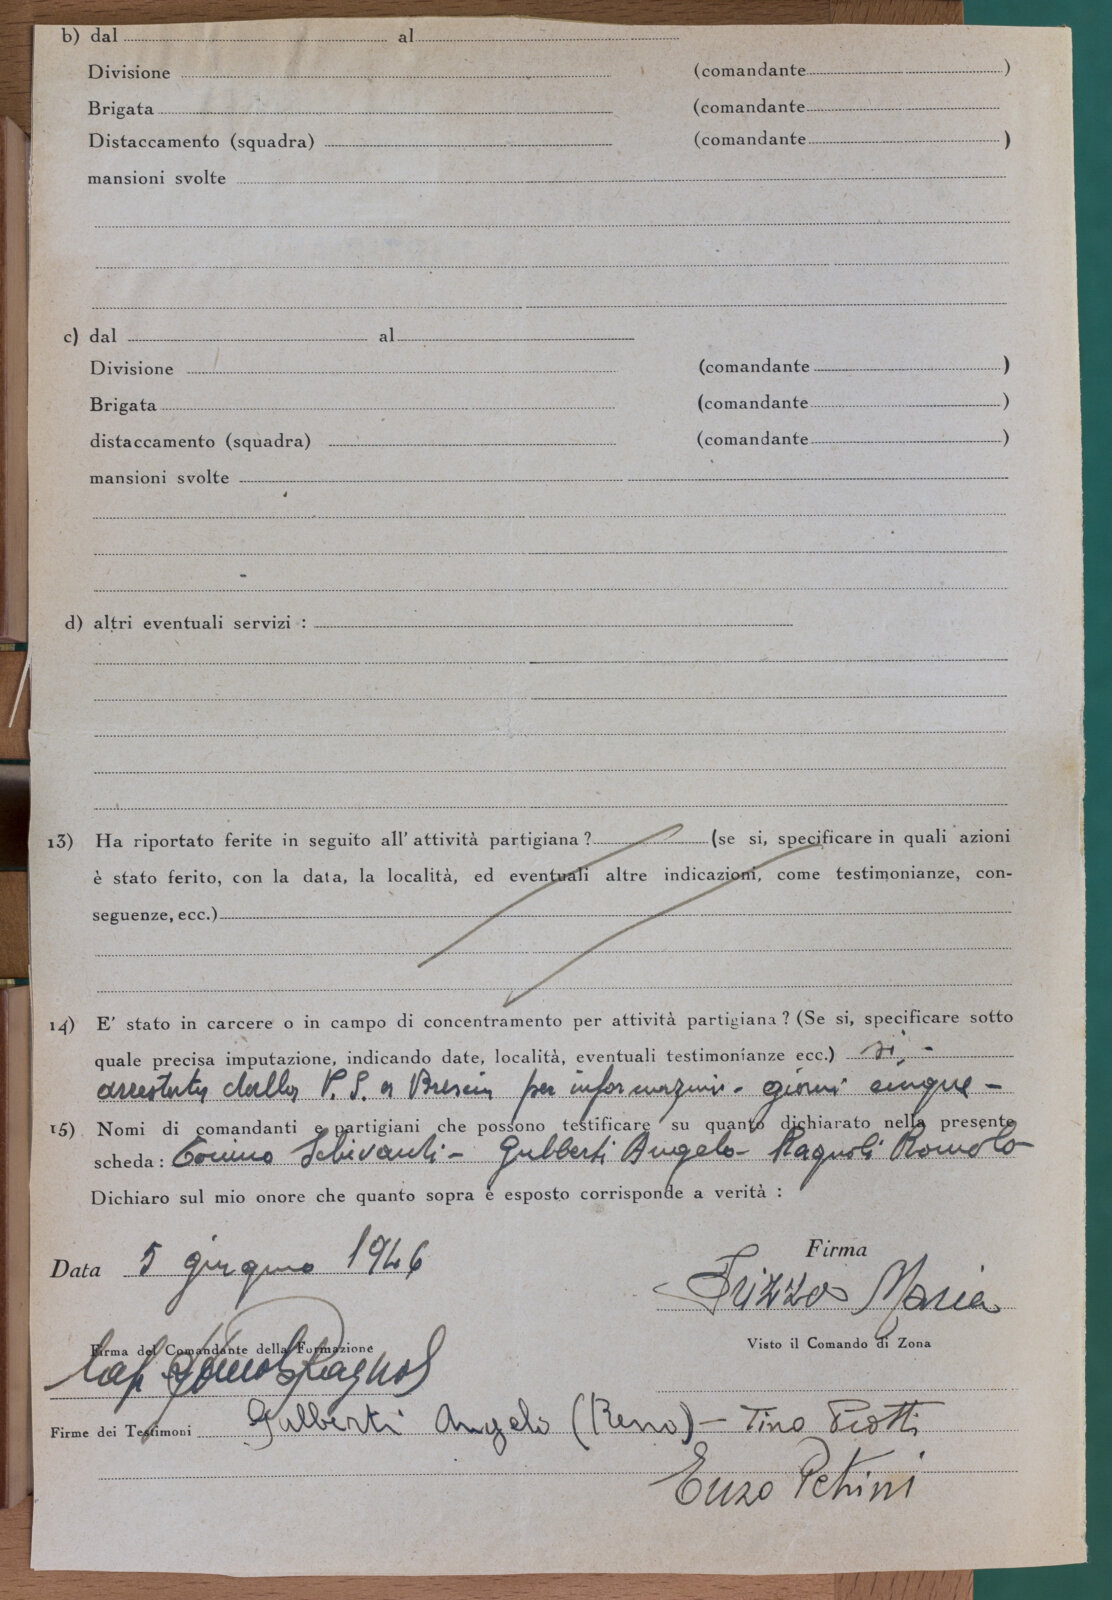 b) dal al
Divisione (comandante )
Brigata (comandante
Distaccamento (squadra) (comandante )
mansioni svolte
c) dal al
Divisione (comandante )
Brigata (comandante )
distaccamento (squadra) (comandante )
mansioni svolte
d) altri eventuali servizi :
13) Ha riportato ferite in seguito all' attività partigiana ? (se si, specificare in quali azioni
è stato ferito, con la data, la località, ed eventuali altre indicazioni, come testimonianze, con-
seguenze, ecc.)
14) E' stato in carcere o in campo di concentramento per attività partigiana ? (Se si, specificare sotto
quale precisa imputazione, indicando date, località, eventuali testimonianze ecc.) si -
arrestata dalla P. S. a Brescia per informazioni - giorni cinque -
15) Nomi di comandanti e partigiani che possono testificare su quanto dichiarato nella presente
scheda : - Gulberti Angelo - Ragnoli Romolo
Dichiaro sul mio onore che quanto sopra è esposto corrisponde a verità :
Data 5 giugno 1946 Firma
Frizza Maria
Firma del Comandante della Formazione Visto il Comando di Zona
Romolo Ragnoli
Firme dei Testimoni Gulberti Angelo (Reno) - Tino
Enzo Petrini